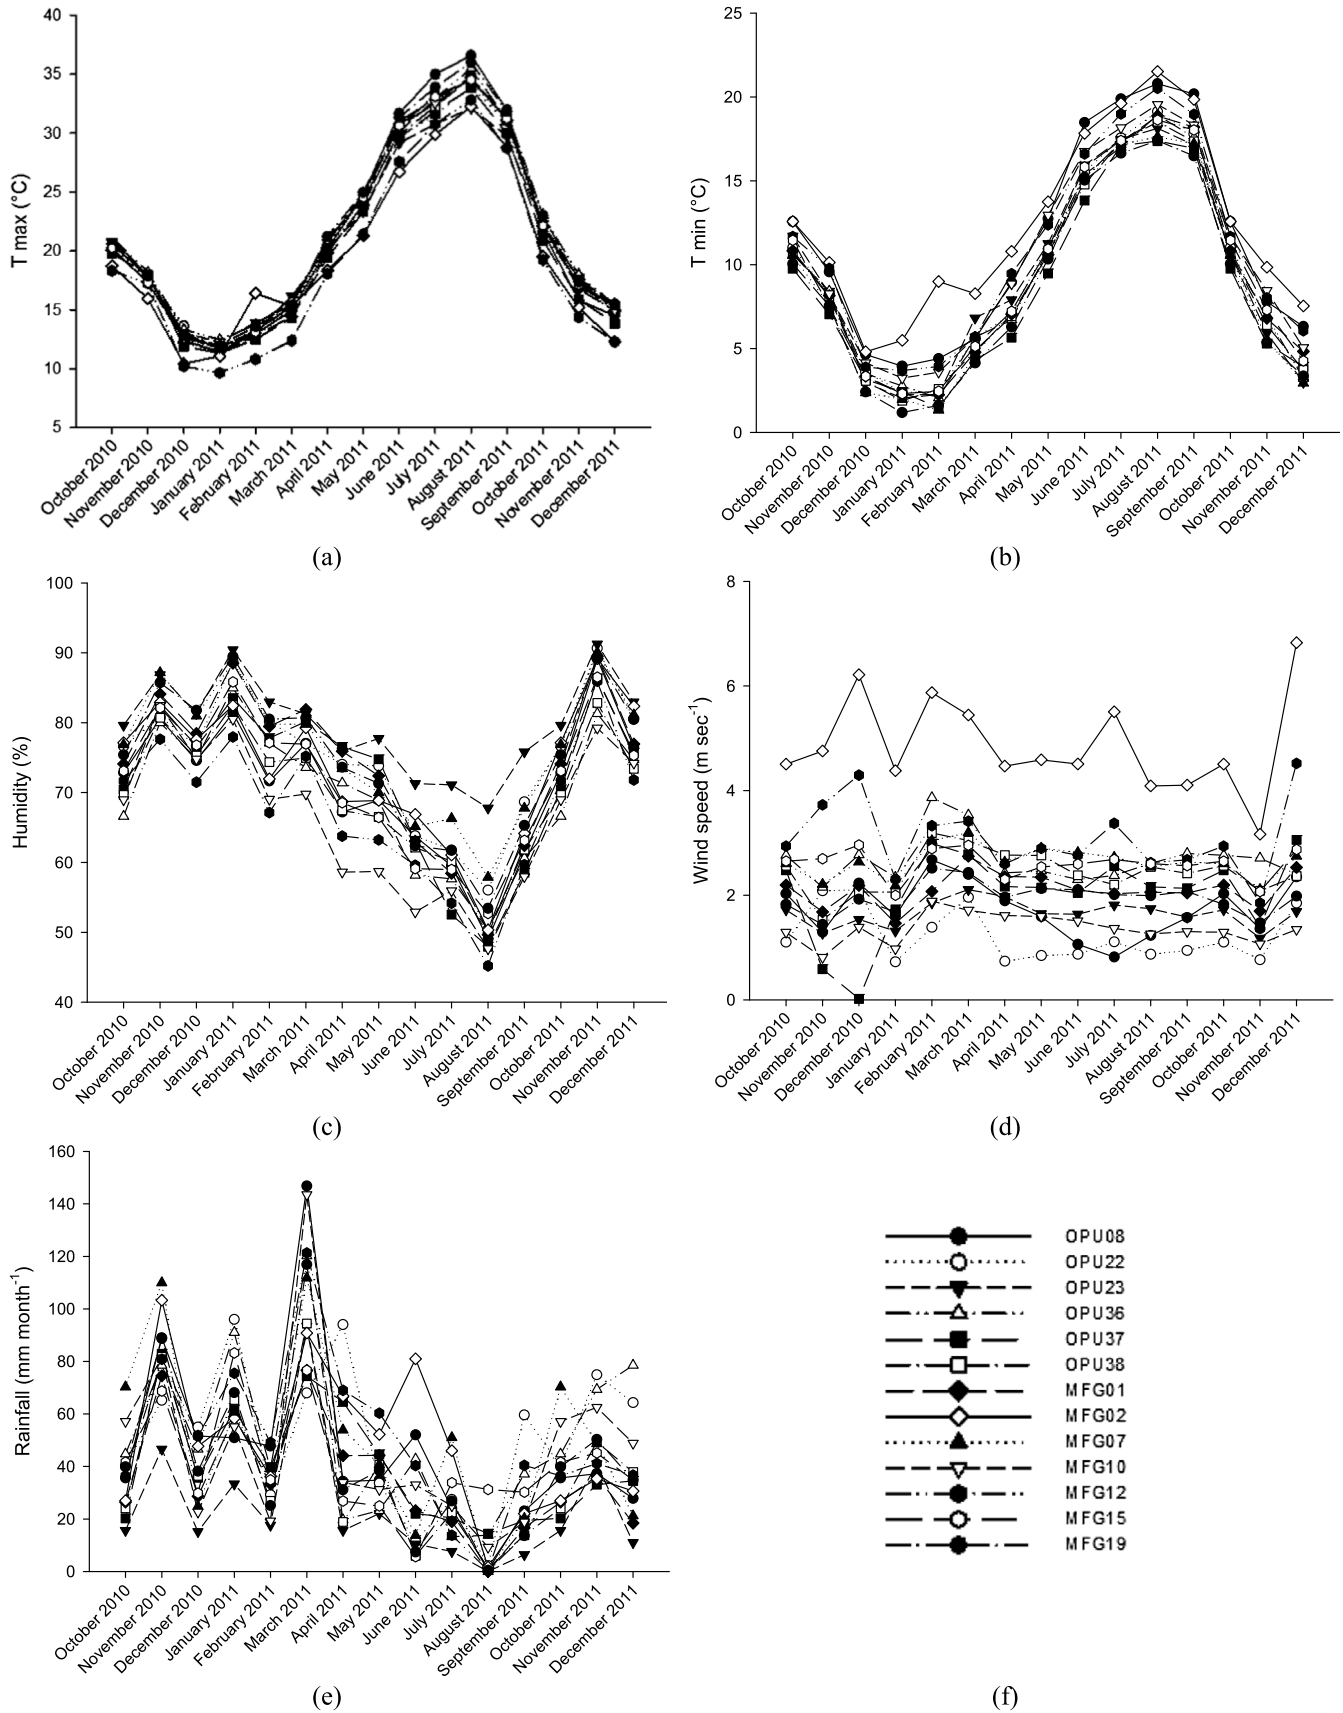 40
35
30
25
20
15
10
5
T max (°C)
October 2010
November 2010
December 2010
January 2011
February 2011
March 2011
April 2011
May 2011
June 2011
July 2011
August 2011
September 2011
October 2011
November 2011
December 2011
(a)
25
20
15
10
5
0
T min (°C)
October 2010
November 2010
December 2010
January 2011
February 2011
March 2011
April 2011
May 2011
June 2011
July 2011
August 2011
September 2011
October 2011
November 2011
December 2011
(b)
100
90
80
70
60
50
40
Humidity (%)
October 2010
November 2010
December 2010
January 2011
February 2011
March 2011
April 2011
May 2011
June 2011
July 2011
August 2011
September 2011
October 2011
November 2011
December 2011
(c)
8
6
4
2
0
Wind speed (m sec-1)
October 2010
November 2010
December 2010
January 2011
February 2011
March 2011
April 2011
May 2011
June 2011
July 2011
August 2011
September 2011
October 2011
November 2011
December 2011
(d)
160
140
120
100
80
60
40
20
0
Rainfall (mm month-1)
October 2010
November 2010
December 2010
January 2011
February 2011
March 2011
April 2011
May 2011
June 2011
July 2011
August 2011
September 2011
October 2011
November 2011
December 2011
(e)
OPU08
OPU22
OPU23
OPU36
OPU37
OPU38
MFG01
MFG02
MFG07
MFG10
MFG12
MFG15
MFG19
(f)